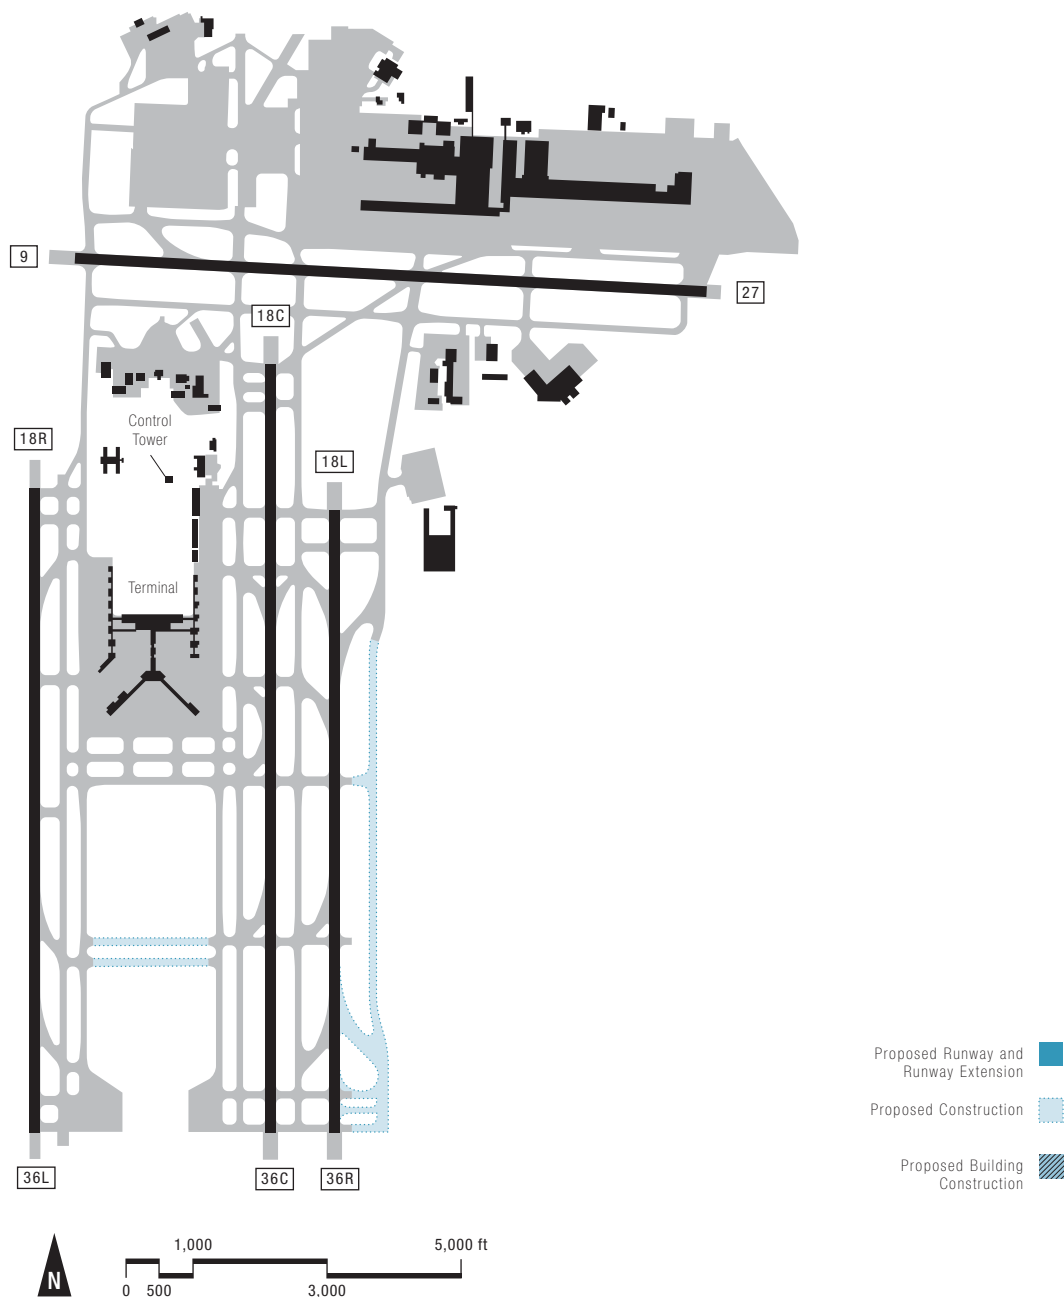 9
27
18C
18R
Control
Tower
18L
Terminal
Proposed Runway and
Runway Extension
Proposed Construction
Proposed Building
Construction
36L
36C
36R
1,000
5,000 ft
N
0
500
3,000